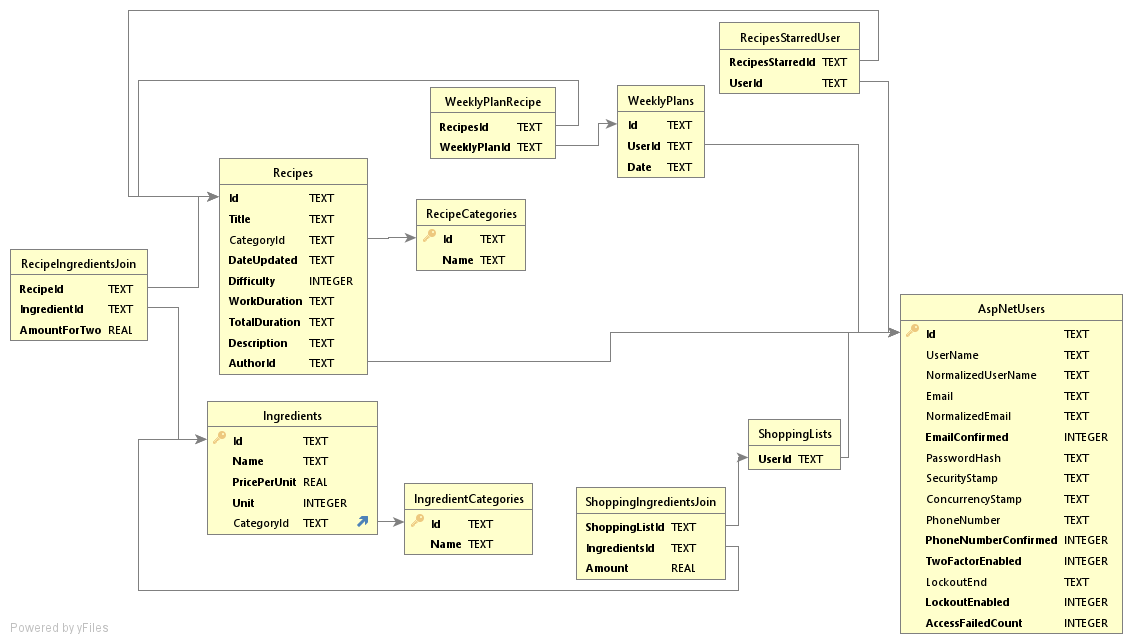 RecipesStarredUser
RecipesStarredId TEXT
UserId TEXT
WeeklyPlanRecipe
RecipesId TEXT
WeeklyPlanId TEXT
WeeklyPlans
Id TEXT
UserId TEXT
Date TEXT
Recipes
Id TEXT
Title TEXT
CategoryId TEXT
DateUpdated TEXT
Difficulty INTEGER
WorkDuration TEXT
TotalDuration TEXT
Description TEXT
AuthorId TEXT
RecipeCategories
Id TEXT
Name TEXT
RecipeIngredientsJoin
RecipeId TEXT
IngredientId TEXT
AmountForTwo REAL
AspNetUsers
Id TEXT
UserName TEXT
NormalizedUserName TEXT
Email TEXT
NormalizedEmail TEXT
EmailConfirmed INTEGER
PasswordHash TEXT
SecurityStamp TEXT
ConcurrencyStamp TEXT
PhoneNumber TEXT
PhoneNumberConfirmed INTEGER
TwoFactorEnabled INTEGER
LockoutEnd TEXT
LockoutEnabled INTEGER
AccessFailedCount INTEGER
Ingredients
Id TEXT
Name TEXT
PricePerUnit REAL
Unit INTEGER
CategoryId TEXT
IngredientCategories
Id TEXT
Name TEXT
ShoppingLists
UserId TEXT
ShoppingIngredientsJoin
ShoppingListId TEXT
IngredientsId TEXT
Amount REAL
Powered by yFiles